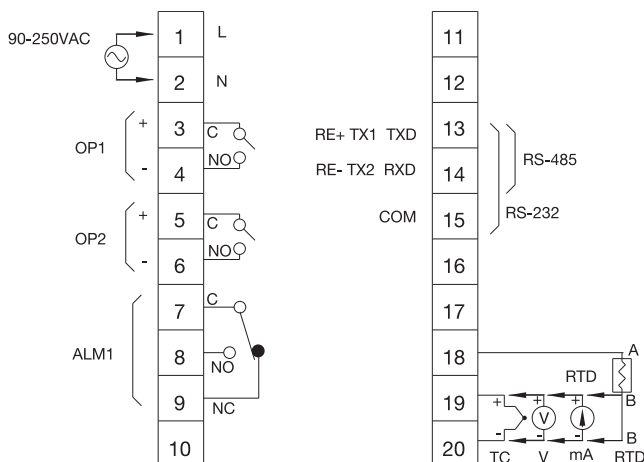 90-250VAC
1 L
2 N
OP1
+ 3 C
- 4 NO
OP2
+ 5 C
- 6 NO
ALM1
7 C
8 NO
9 NC
10
11
12
RE+ TX1 TXD 13
RE- TX2 RXD 14
RS-485
COM 15
RS-232
16
17
18 A
RTD
19 + + + B
V
20 - - - B
TC V mA RTD